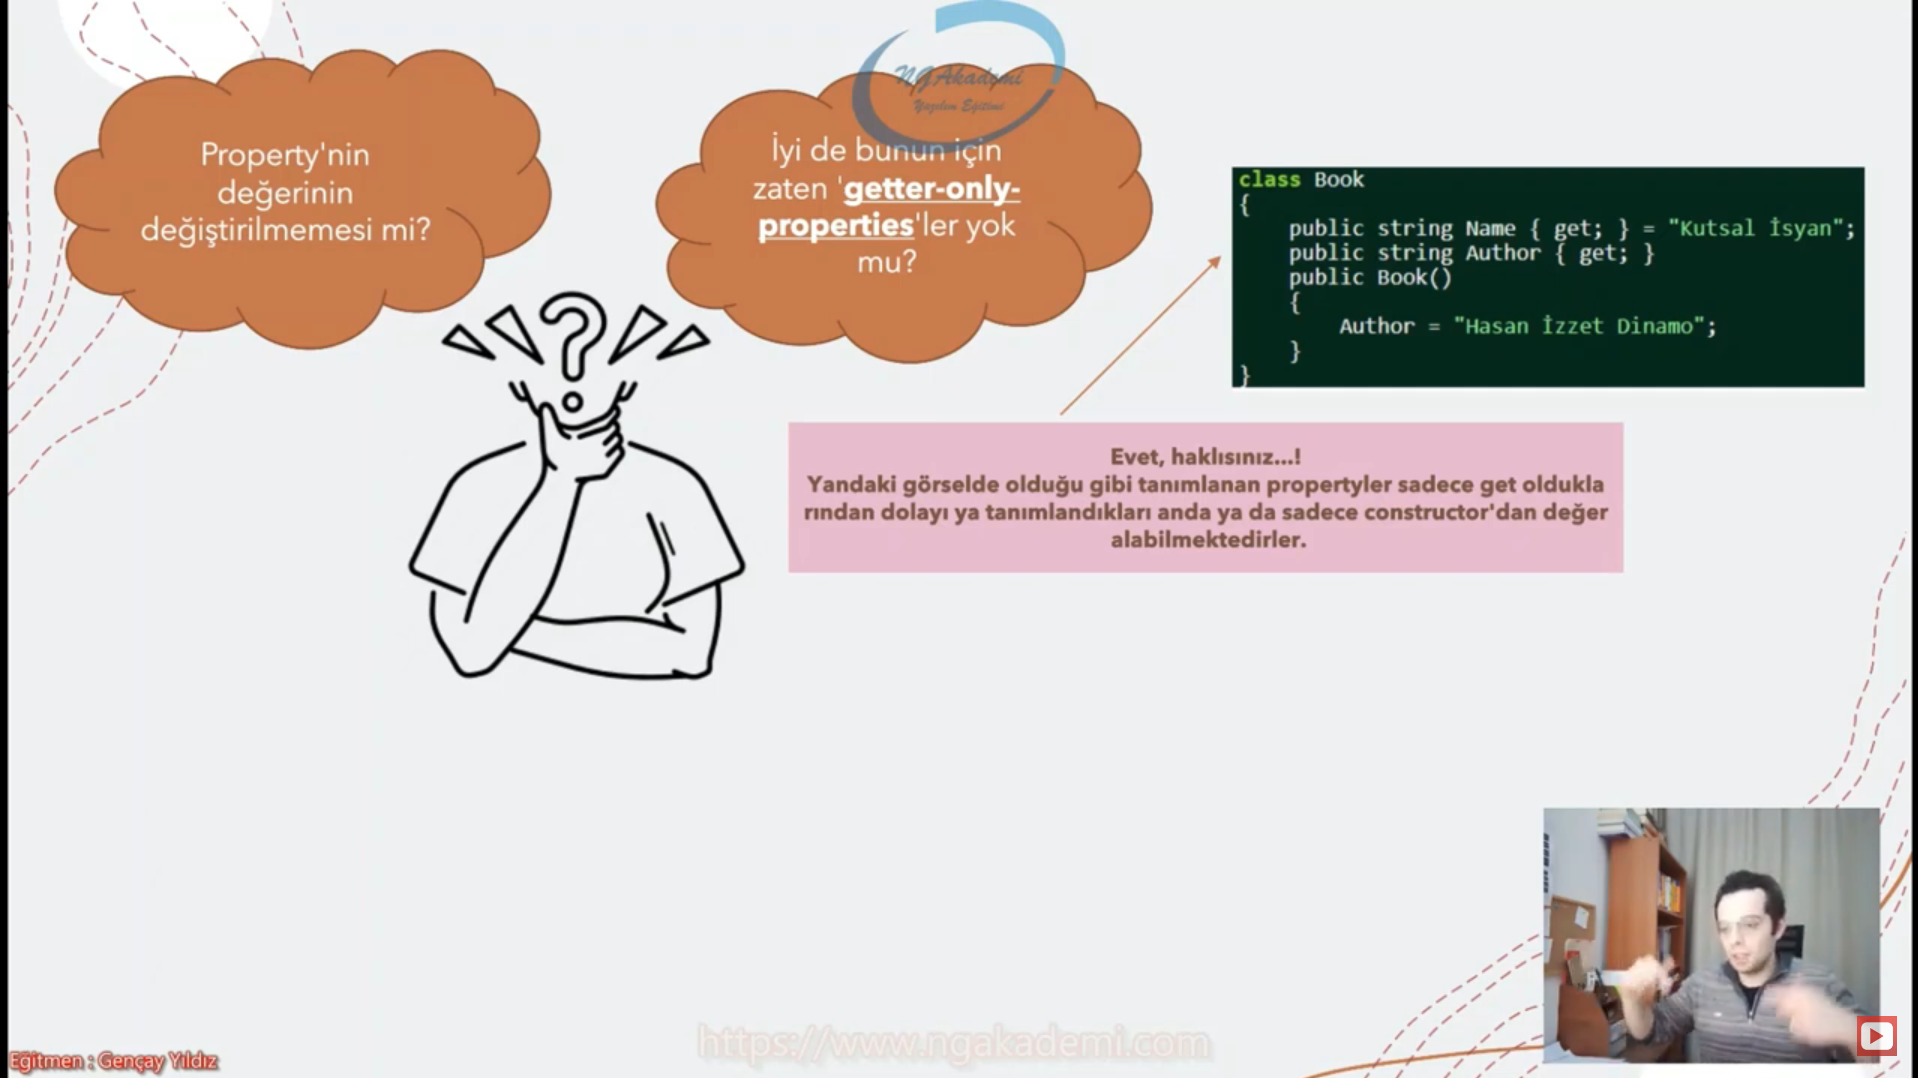 Property'nin
değerinin
değiştirilmemesi mi?
NGAkademi
Yazılım Eğitimi
İyi de bunun için
zaten 'getter-only-
properties'ler yok
mu?
class Book
{
public string Name { get; } = "Kutsal İsyan";
public string Author { get; }
public Book()
{
Author = "Hasan İzzet Dinamo";
}
}
Evet, haklısınız...!
Yandaki görselde olduğu gibi tanımlanan propertyler sadece get oldukla
rından dolayı ya tanımlandıkları anda ya da sadece constructor'dan değer
alabilmektedirler.
https://www.ngakademi.com
Eğitmen : Gençay Yıldız